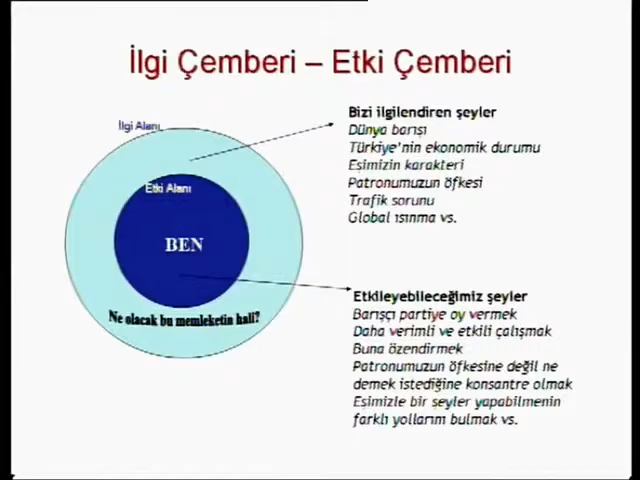 İlgi Çemberi – Etki Çemberi
İlgi Alanı
Etki Alanı
BEN
Ne olacak bu memleketin hali?
Bizi ilgilendiren şeyler
Dünya barışı
Türkiye'nin ekonomik durumu
Eşimizin karakteri
Patronumuzun öfkesi
Trafik sorunu
Global ısınma vs.
Etkileyebileceğimiz şeyler
Barışçı partiye oy vermek
Daha verimli ve etkili çalışmak
Buna özendirmek
Patronumuzun öfkesine değil ne
demek istediğine konsantre olmak
Eşimizle bir şeyler yapabilmenin
farklı yollarını bulmak vs.